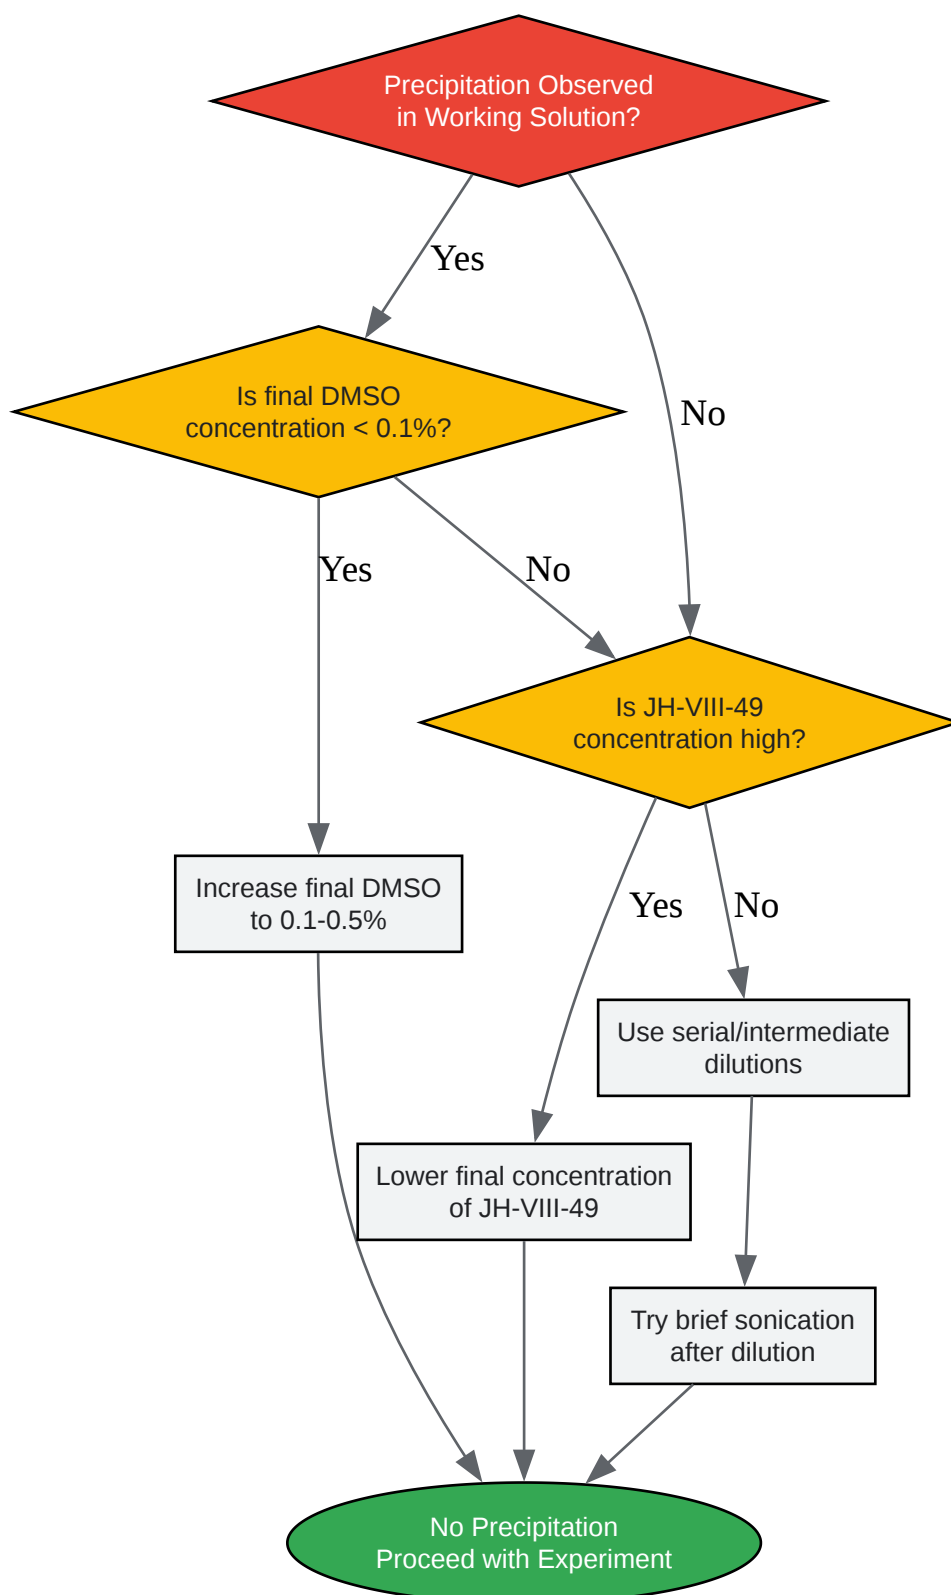 Precipitation Observed
in Working Solution?
Yes
No
Is final DMSO
concentration < 0.1%?
Yes
No
Is JH-VIII-49
concentration high?
Yes
No
Increase final DMSO
to 0.1-0.5%
Use serial/intermediate
dilutions
Lower final concentration
of JH-VIII-49
Try brief sonication
after dilution
No Precipitation
Proceed with Experiment